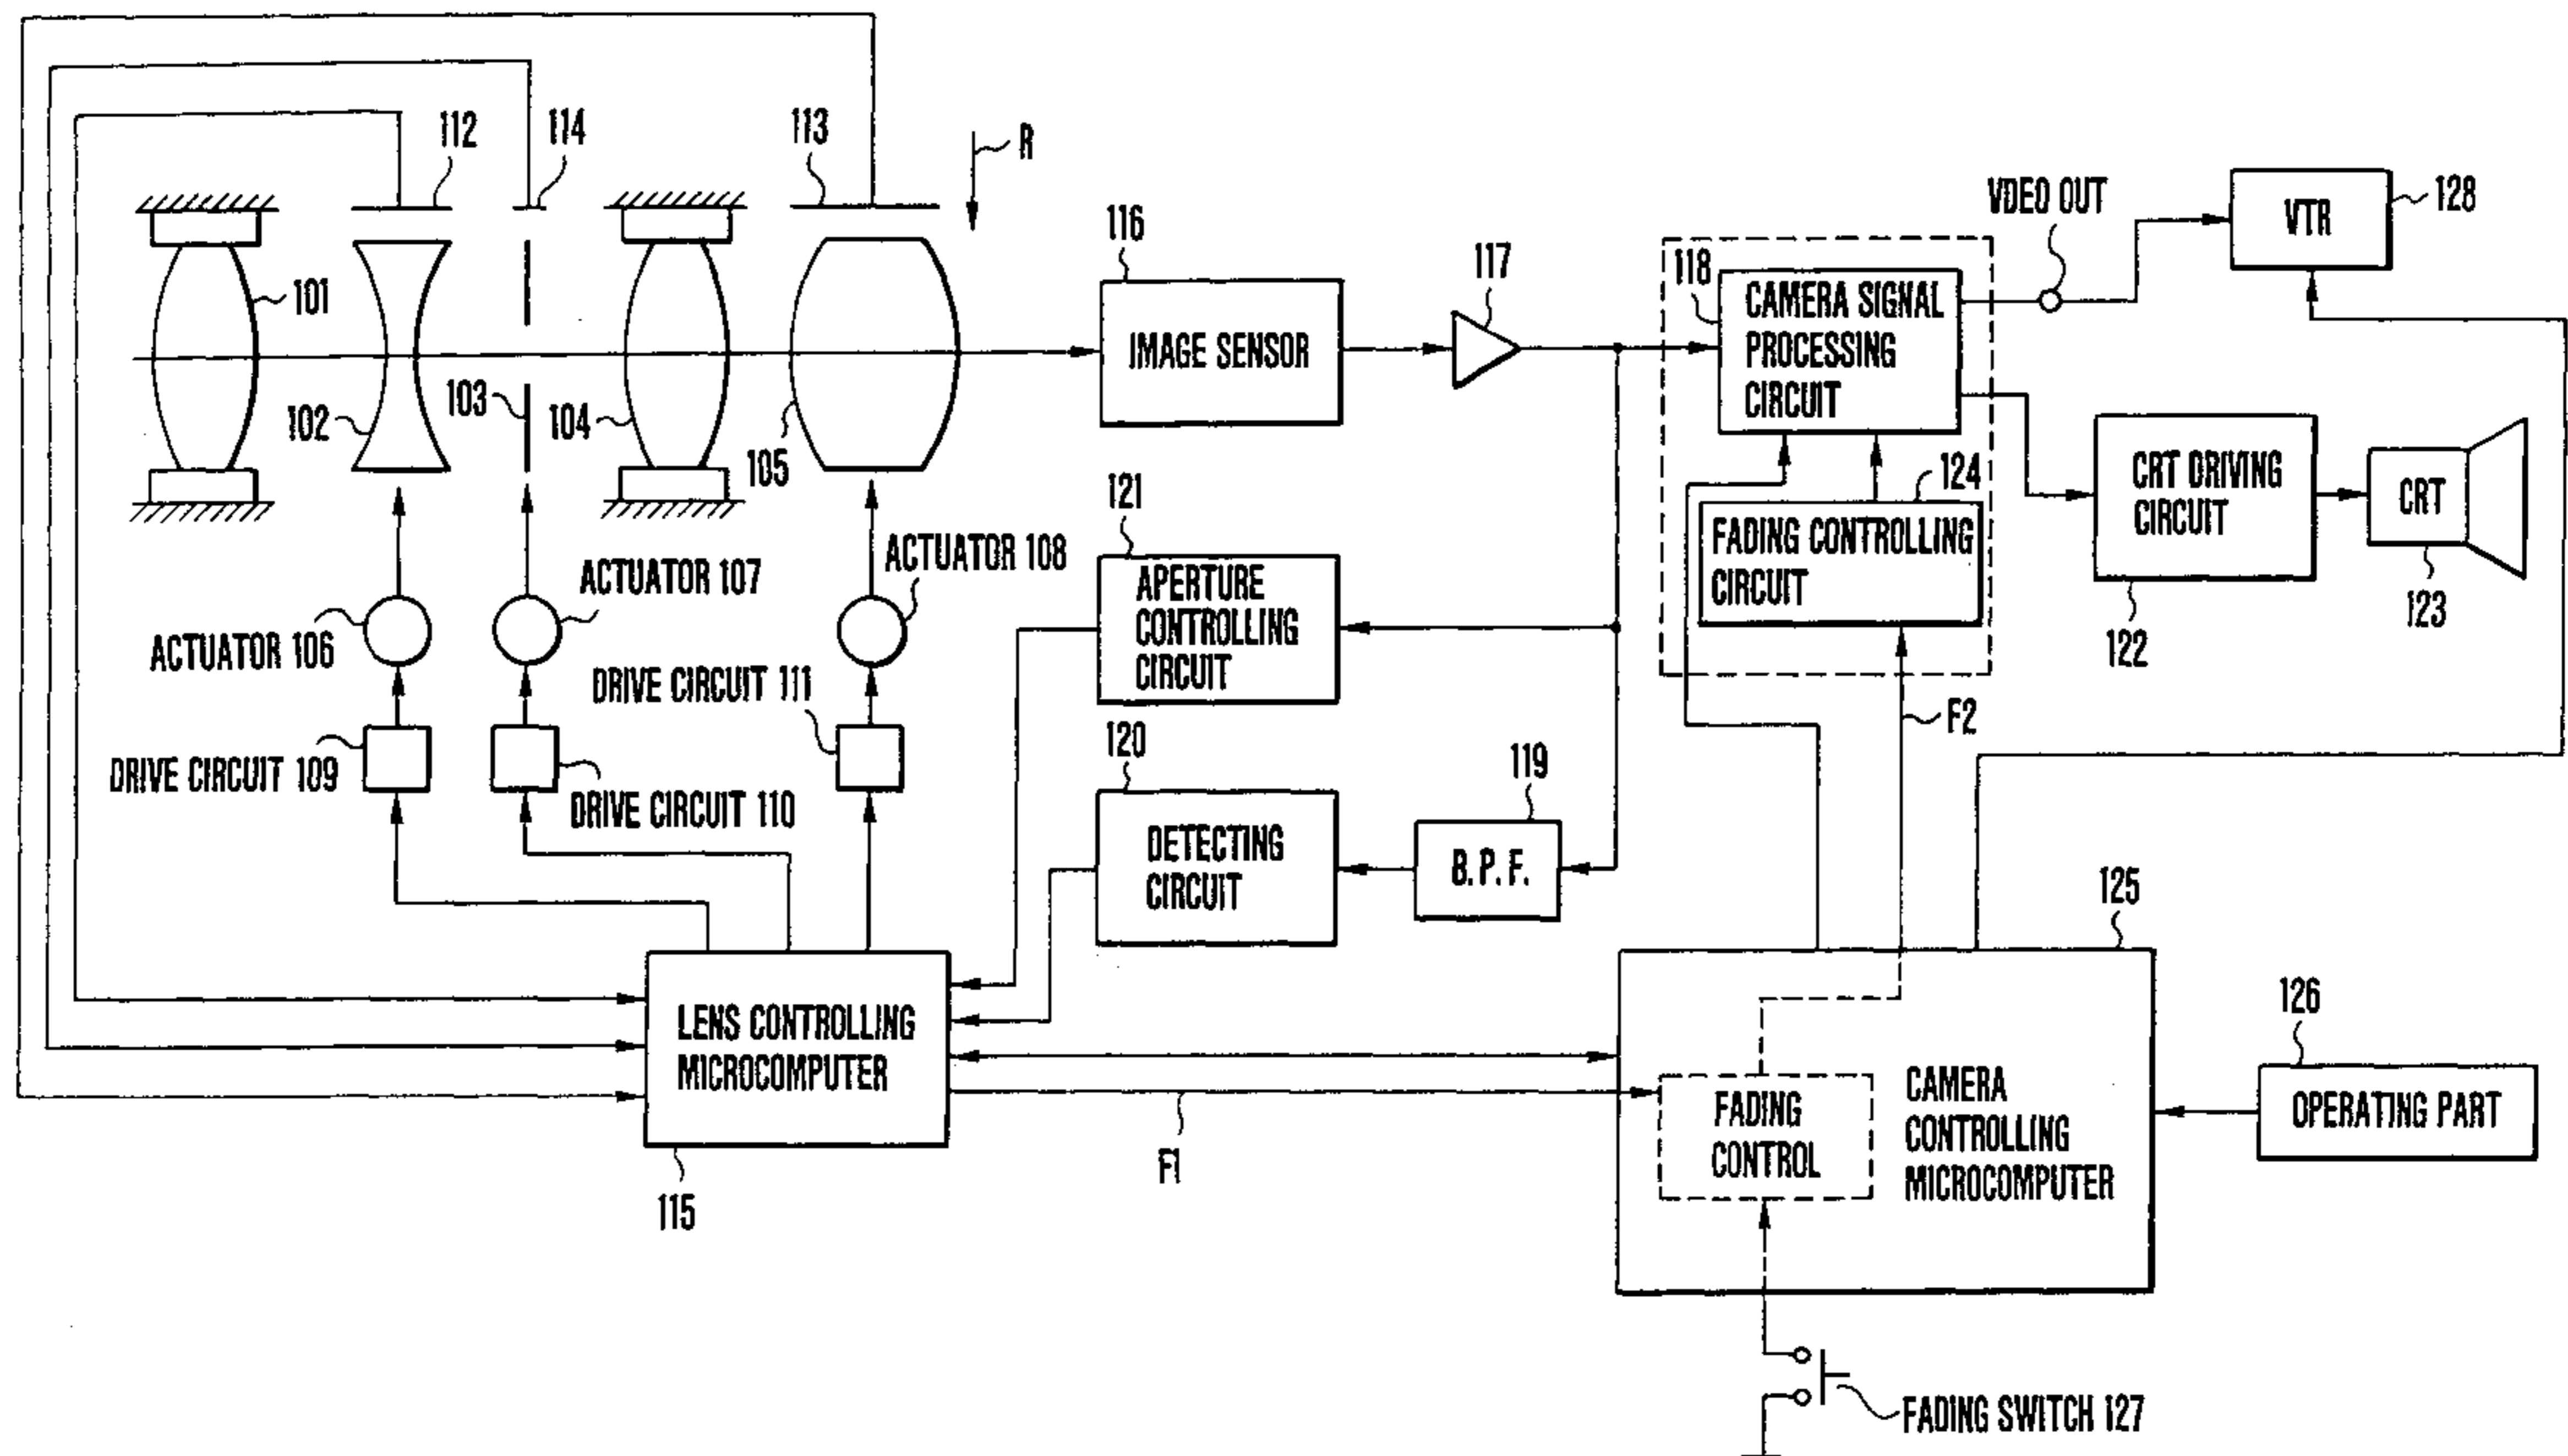 112
114
113
R
101
102
103
104
105
116
IMAGE SENSOR
117
118
CAMERA SIGNAL
PROCESSING
CIRCUIT
VDEO OUT
VTR
128
124
FADING CONTROLLING
CIRCUIT
CRT DRIVING
CIRCUIT
122
CRT
123
121
APERTURE
CONTROLLING
CIRCUIT
ACTUATOR 106
ACTUATOR 107
ACTUATOR 108
DRIVE CIRCUIT 109
DRIVE CIRCUIT 110
DRIVE CIRCUIT 111
120
DETECTING
CIRCUIT
119
B.P.F.
F2
125
LENS CONTROLLING
MICROCOMPUTER
115
F1
FADING
CONTROL
CAMERA
CONTROLLING
MICROCOMPUTER
126
OPERATING PART
FADING SWITCH 127